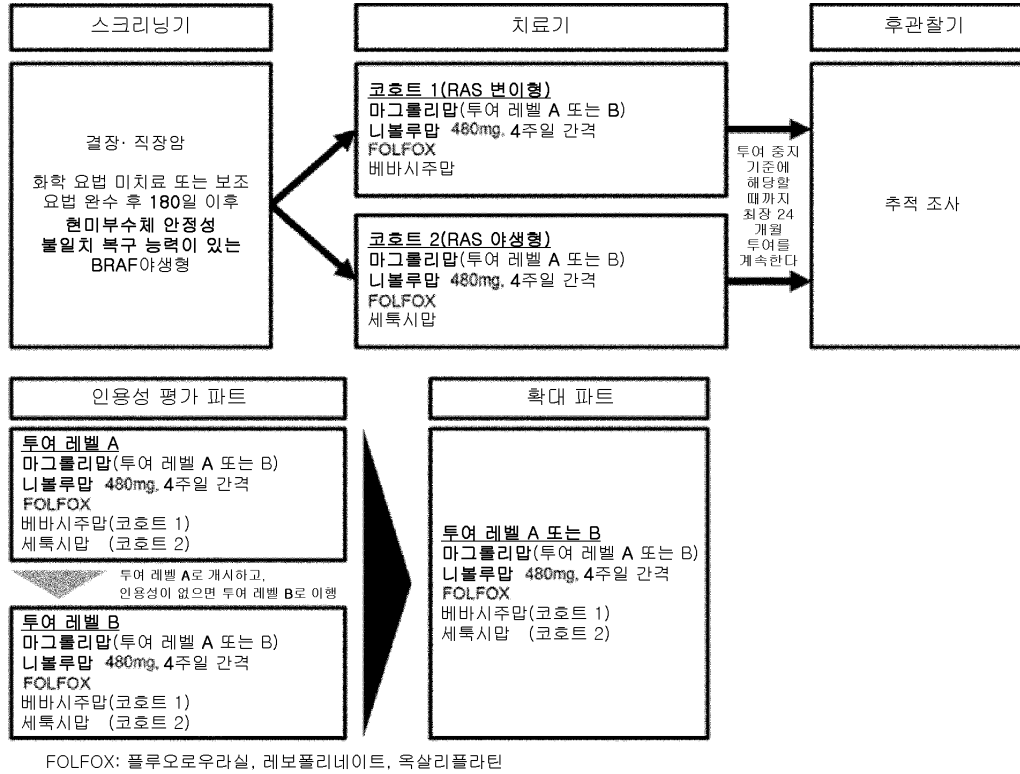 스크리닝기
치료기
후관찰기
결장· 직장암
화학 요법 미치료 또는 보조
요법 완수 후 180일 이후
현미부수체 안정성
불일치 복구 능력이 있는
BRAF야생형
코호트 1(RAS 변이형)
마그롤리맙(투여 레벨 A 또는 B)
니볼루맙 480mg, 4주일 간격
FOLFOX
베바시주맙
코호트 2(RAS 야생형)
마그롤리맙(투여 레벨 A 또는 B)
니볼루맙 480mg, 4주일 간격
FOLFOX
세툭시맙
투여 중지
기준에
해당할
때까지
최장 24
개월
투여를
계속한다
추적 조사
인용성 평가 파트
확대 파트
투여 레벨 A
마그롤리맙(투여 레벨 A 또는 B)
니볼루맙 480mg, 4주일 간격
FOLFOX
베바시주맙(코호트 1)
세툭시맙 (코호트 2)
투여 레벨 A로 개시하고,
인용성이 없으면 투여 레벨 B로 이행
투여 레벨 B
마그롤리맙(투여 레벨 A 또는 B)
니볼루맙 480mg, 4주일 간격
FOLFOX
베바시주맙(코호트 1)
세툭시맙 (코호트 2)
투여 레벨 A 또는 B
마그롤리맙(투여 레벨 A 또는 B)
니볼루맙 480mg, 4주일 간격
FOLFOX
베바시주맙(코호트 1)
세툭시맙 (코호트 2)
FOLFOX: 플루오로우라실, 레보폴리네이트, 옥살리플라틴